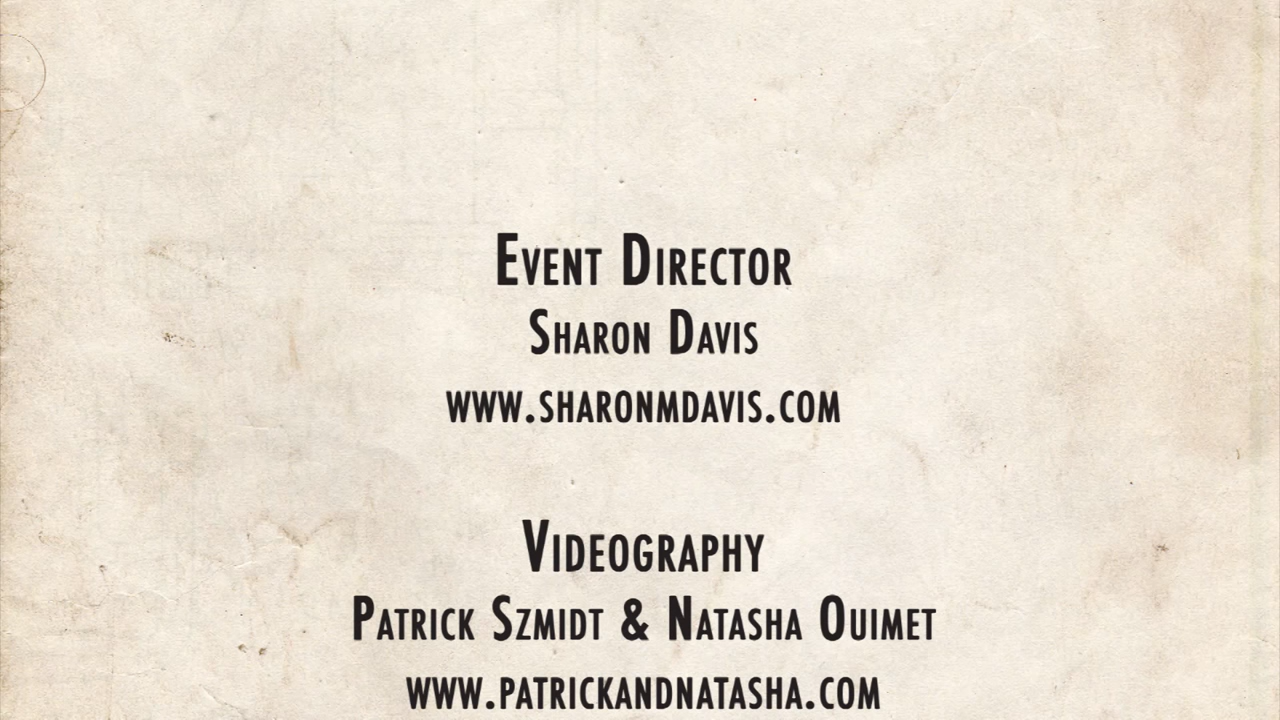 Event Director
Sharon Davis
www.sharonmdavis.com
Videography
Patrick Szmidt & Natasha Ouimet
www.patrickandnatasha.com